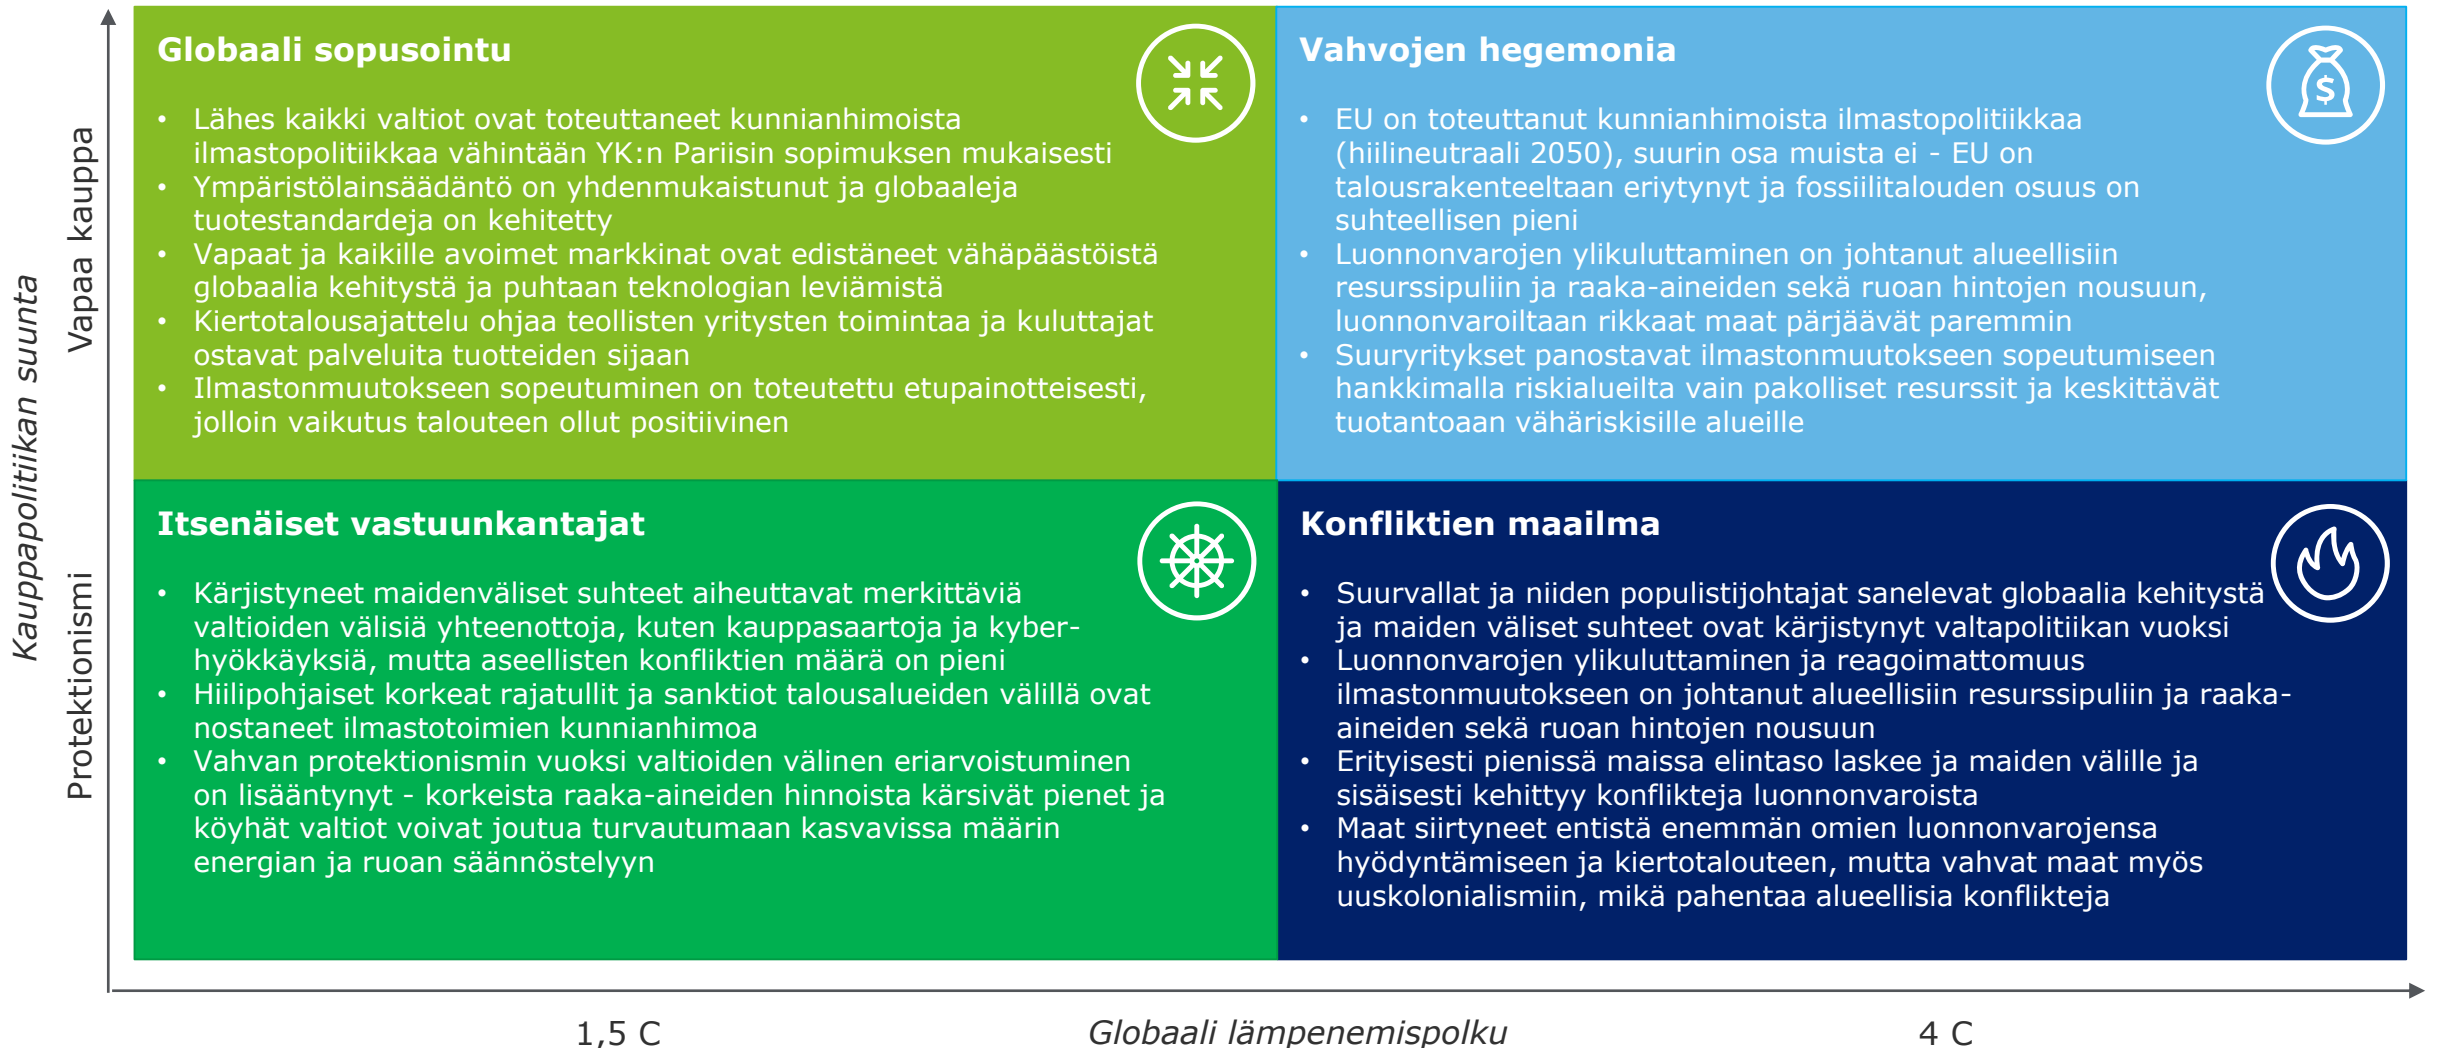 Kauppapolitiikan suunta
Vapaa kauppa
Protektionismi
Globaali sopusointu
• Lähes kaikki valtiot ovat toteuttaneet kunnianhimoista
ilmastopolitiikkaa vähintään YK:n Pariisin sopimuksen mukaisesti
• Ympäristölainsäädäntö on yhdenmukaistunut ja globaaleja
tuotestandardeja on kehitetty
• Vapaat ja kaikille avoimet markkinat ovat edistäneet vähäpäästöistä
globaalia kehitystä ja puhtaan teknologian leviämistä
• Kiertotalousajattelu ohjaa teollisten yritysten toimintaa ja kuluttajat
ostavat palveluita tuotteiden sijaan
• Ilmastonmuutokseen sopeutuminen on toteutettu etupainotteisesti,
jolloin vaikutus talouteen ollut positiivinen
Vahvojen hegemonia
$
• EU on toteuttanut kunnianhimoista ilmastopolitiikkaa
(hiilineutraali 2050), suurin osa muista ei - EU on
talousrakenteeltaan eriytynyt ja fossiilitalouden osuus on
suhteellisen pieni
• Luonnonvarojen ylikuluttaminen on johtanut alueellisiin
resurssipuliin ja raaka-aineiden sekä ruoan hintojen nousuun,
luonnonvaroiltaan rikkaat maat pärjäävät paremmin
• Suuryritykset panostavat ilmastonmuutokseen sopeutumiseen
hankkimalla riskialueilta vain pakolliset resurssit ja keskittävät
tuotantoaan vähäriskisille alueille
Itsenäiset vastuunkantajat
• Kärjistyneet maidenväliset suhteet aiheuttavat merkittäviä
valtioiden välisiä yhteenottoja, kuten kauppasaartoja ja kyber-
hyökkäyksiä, mutta aseellisten konfliktien määrä on pieni
• Hiilipohjaiset korkeat rajatullit ja sanktiot talousalueiden välillä ovat
nostaneet ilmastotoimien kunnianhimoa
• Vahvan protektionismin vuoksi valtioiden välinen eriarvoistuminen
on lisääntynyt - korkeista raaka-aineiden hinnoista kärsivät pienet ja
köyhät valtiot voivat joutua turvautumaan kasvavissa määrin
energian ja ruoan säännöstelyyn
Konfliktien maailma
• Suurvallat ja niiden populistijohtajat sanelevat globaalia kehitystä
ja maiden väliset suhteet ovat kärjistynyt valtapolitiikan vuoksi
• Luonnonvarojen ylikuluttaminen ja reagoimattomuus
ilmastonmuutokseen on johtanut alueellisiin resurssipuliin ja raaka-
aineiden sekä ruoan hintojen nousuun
• Erityisesti pienissä maissa elintaso laskee ja maiden välille ja
sisäisesti kehittyy konflikteja luonnonvaroista
• Maat siirtyneet entistä enemmän omien luonnonvarojensa
hyödyntämiseen ja kiertotalouteen, mutta vahvat maat myös
uuskolonialismiin, mikä pahentaa alueellisia konflikteja
1,5 C
Globaali lämpenemispolku
4 C